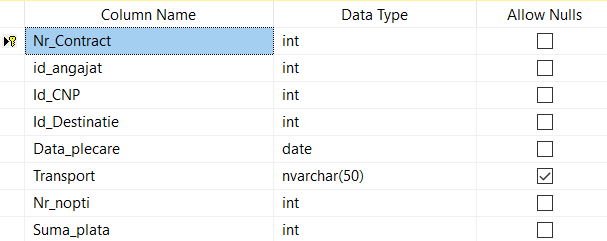 Column Name Data Type Allow Nulls
Nr_Contract int
id_angajat int
Id_CNP int
Id_Destinatie int
Data_plecare date
Transport nvarchar(50)
Nr_nopti int
Suma_plata int